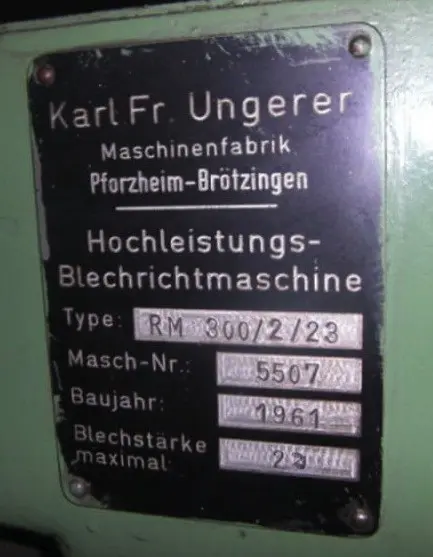 Karl Fr. Ungerer
Maschinenfabrik
Pforzheim-Brötzingen
Hochleistungs-
Blechrichtmaschine
Type: RM 300/2/23
Masch-Nr.: 5507
Baujahr: 1961
Blechstärke
maximal: